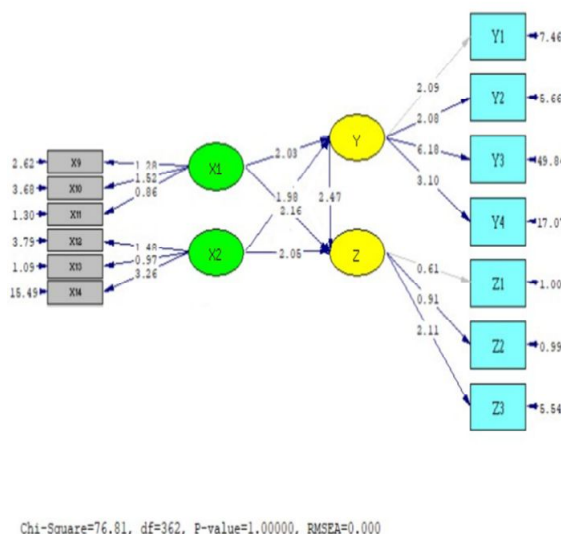 Y1
7.46
2.09
Y2
5.66
2.08
Y
2.03
6.18
Y3
49.84
2.62
X9
1.28
X1
3.68
X10
1.52
3.10
1.30
X11
0.86
1.98
2.47
2.16
Y4
17.07
3.79
X12
1.48
X2
2.05
Z
1.09
X13
0.97
0.61
Z1
1.00
15.49
X14
3.26
0.91
2.11
Z2
0.99
Z3
5.54
Chi-Square=76.81, df=362, P-value=1.00000, RMSEA=0.000